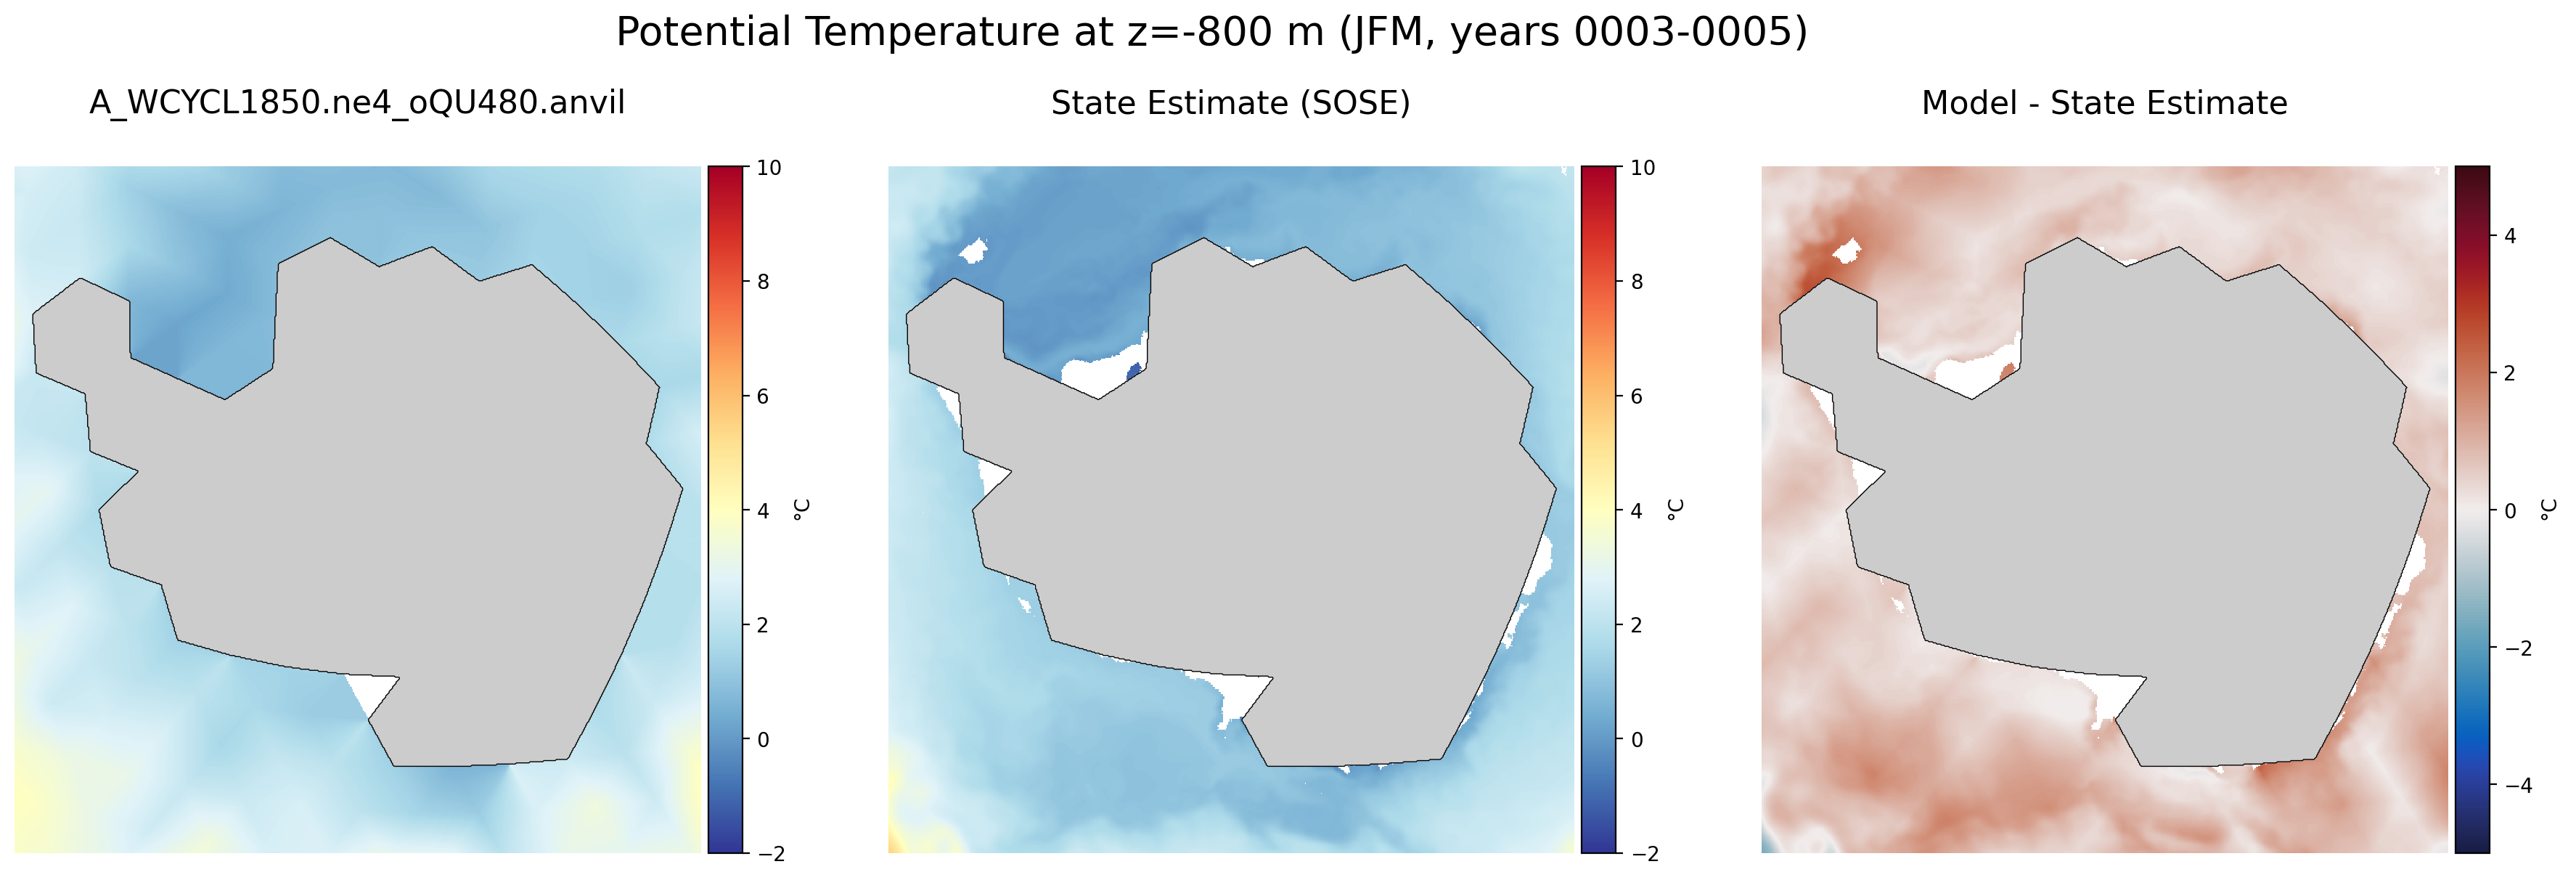 Potential Temperature at z=-800 m (JFM, years 0003-0005)
A_WCYCL1850.ne4_oQU480.anvil
10
8
6
4
2
0
−2
°C
State Estimate (SOSE)
10
8
6
4
2
0
−2
°C
Model - State Estimate
4
2
0
−2
−4
°C